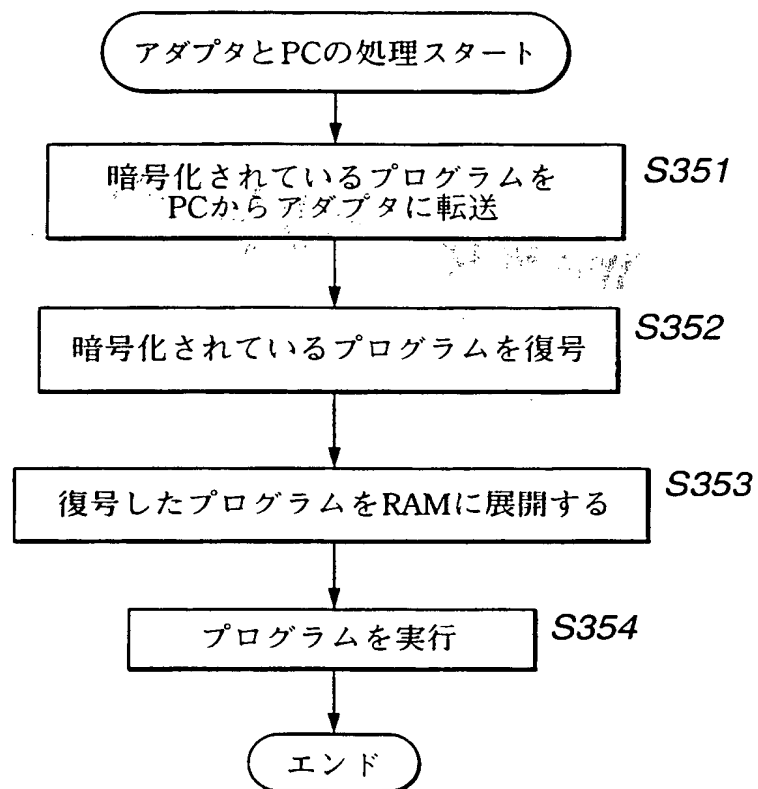 アダプタとPCの処理スタート
暗号化されているプログラムを
PCからアダプタに転送
S351
暗号化されているプログラムを復号
S352
復号したプログラムをRAMに展開する
S353
プログラムを実行
S354
エンド